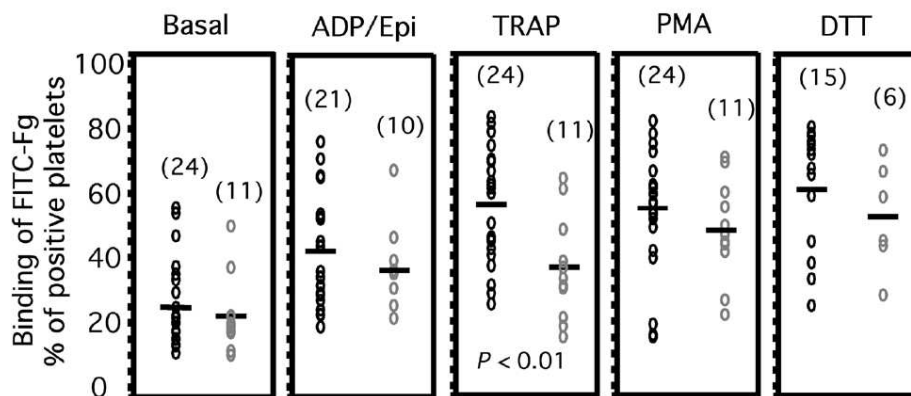 Basal
ADP/Epi
TRAP
PMA
DTT
Binding of FITC-Fg
% of positive platelets
100
80
60
40
20
0
(24)
(11)
(21)
(10)
(24)
(11)
P < 0.01
(24)
(11)
(15)
(6)